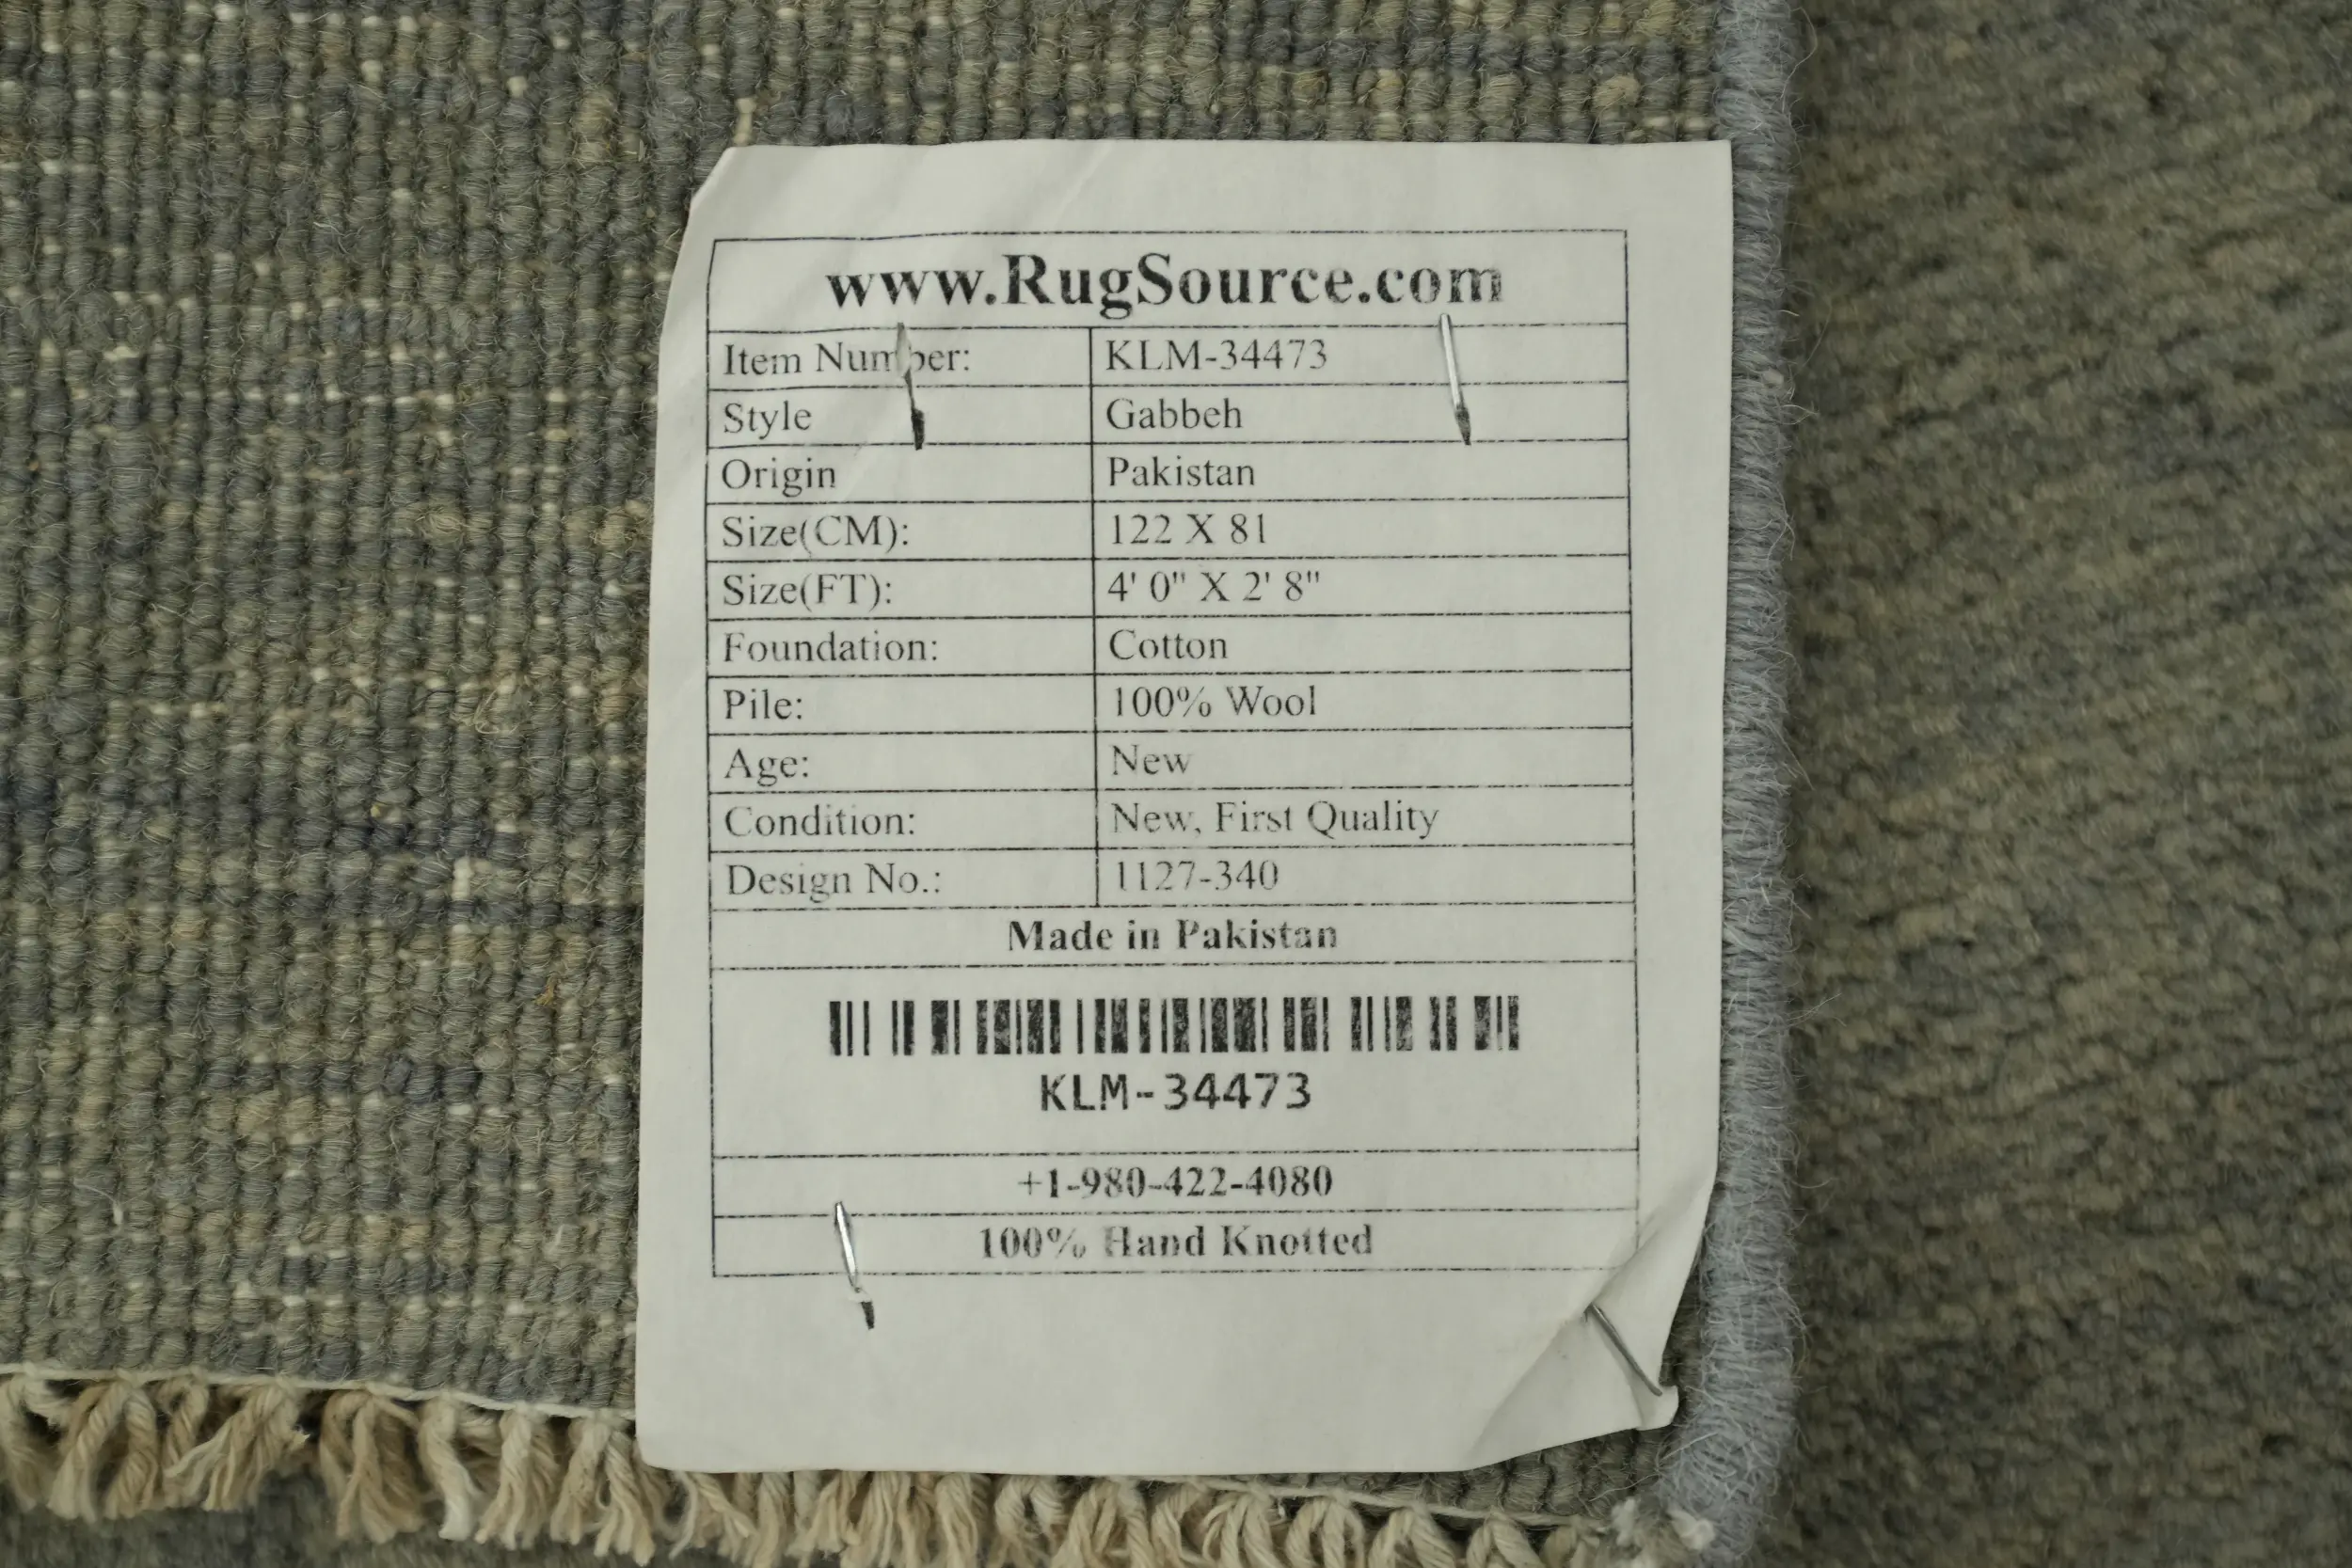 www.RugSource.com
Item Number: KLM-34473
Style Gabbeh
Origin Pakistan
Size(CM): 122 X 81
Size(FT): 4' 0" X 2' 8"
Foundation: Cotton
Pile: 100% Wool
Age: New
Condition: New, First Quality
Design No.: 1127-340
Made in Pakistan
KLM-34473
+1-980-422-4080
100% Hand Knotted